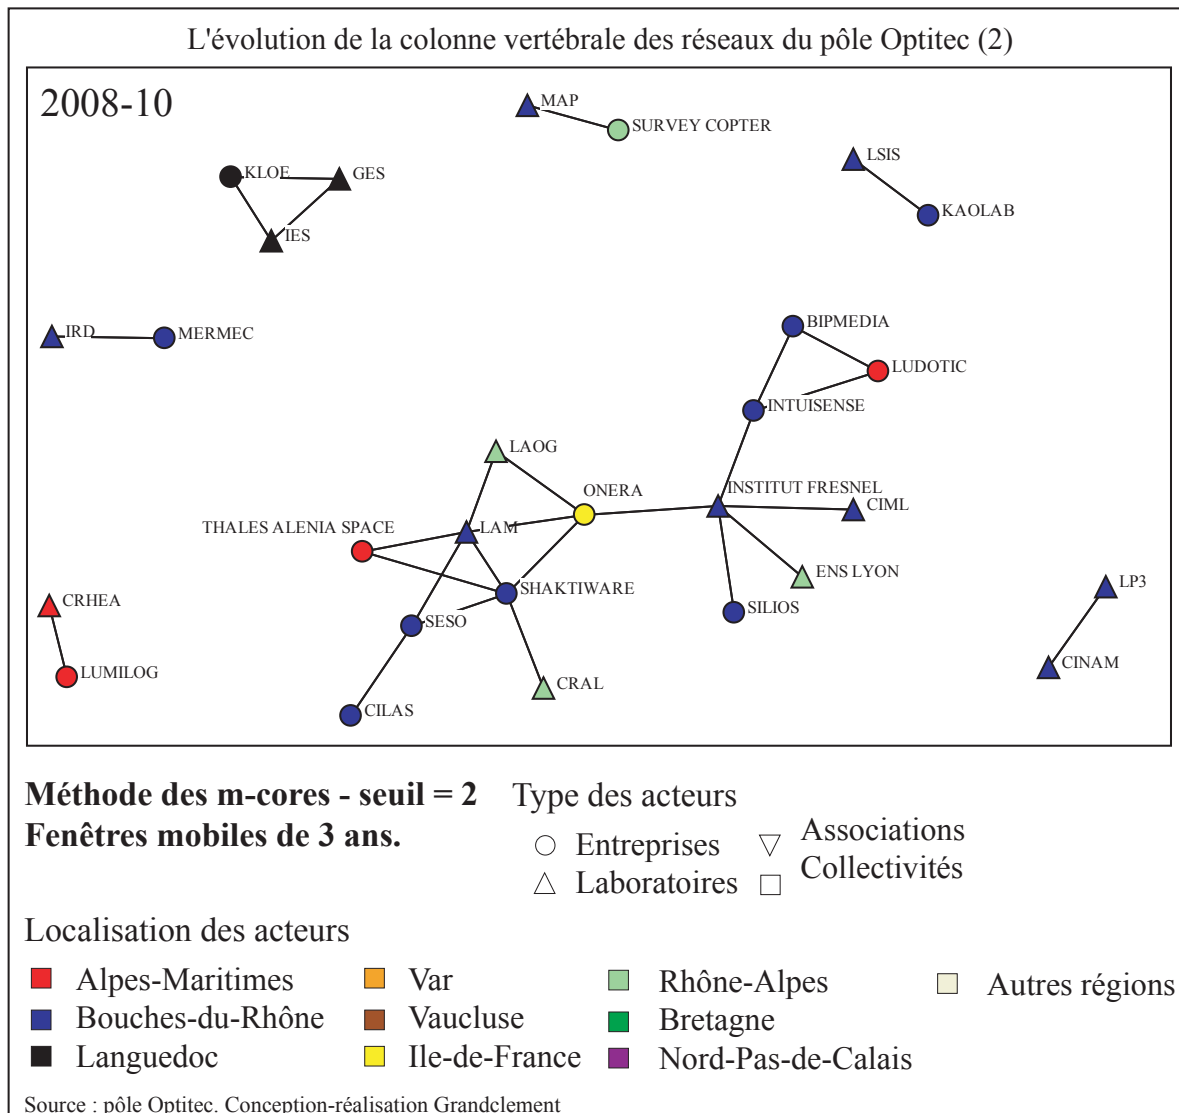 L'évolution de la colonne vertébrale des réseaux du pôle Optitec (2)
2008-10
MAP
SURVEY COPTER
LSIS
KAOLAB
KLOE
GES
IES
IRD
MERMEC
BIPMEDIA
LUDOTIC
INTUISENSE
LAOG
ONERA
INSTITUT FRESNEL
CIML
THALES ALENIA SPACE
LAM
ENS LYON
SHAKTIWARE
SILIOS
SESO
CRHEA
LUMILOG
CRAL
CILAS
LP3
CINAM
Méthode des m-cores - seuil = 2
Fenêtres mobiles de 3 ans.
Type des acteurs
Entreprises
Laboratoires
Associations
Collectivités
Localisation des acteurs
Alpes-Maritimes
Bouches-du-Rhône
Languedoc
Var
Vaucluse
Ile-de-France
Rhône-Alpes
Bretagne
Nord-Pas-de-Calais
Autres régions
Source : pôle Optitec. Conception-réalisation Grandclement